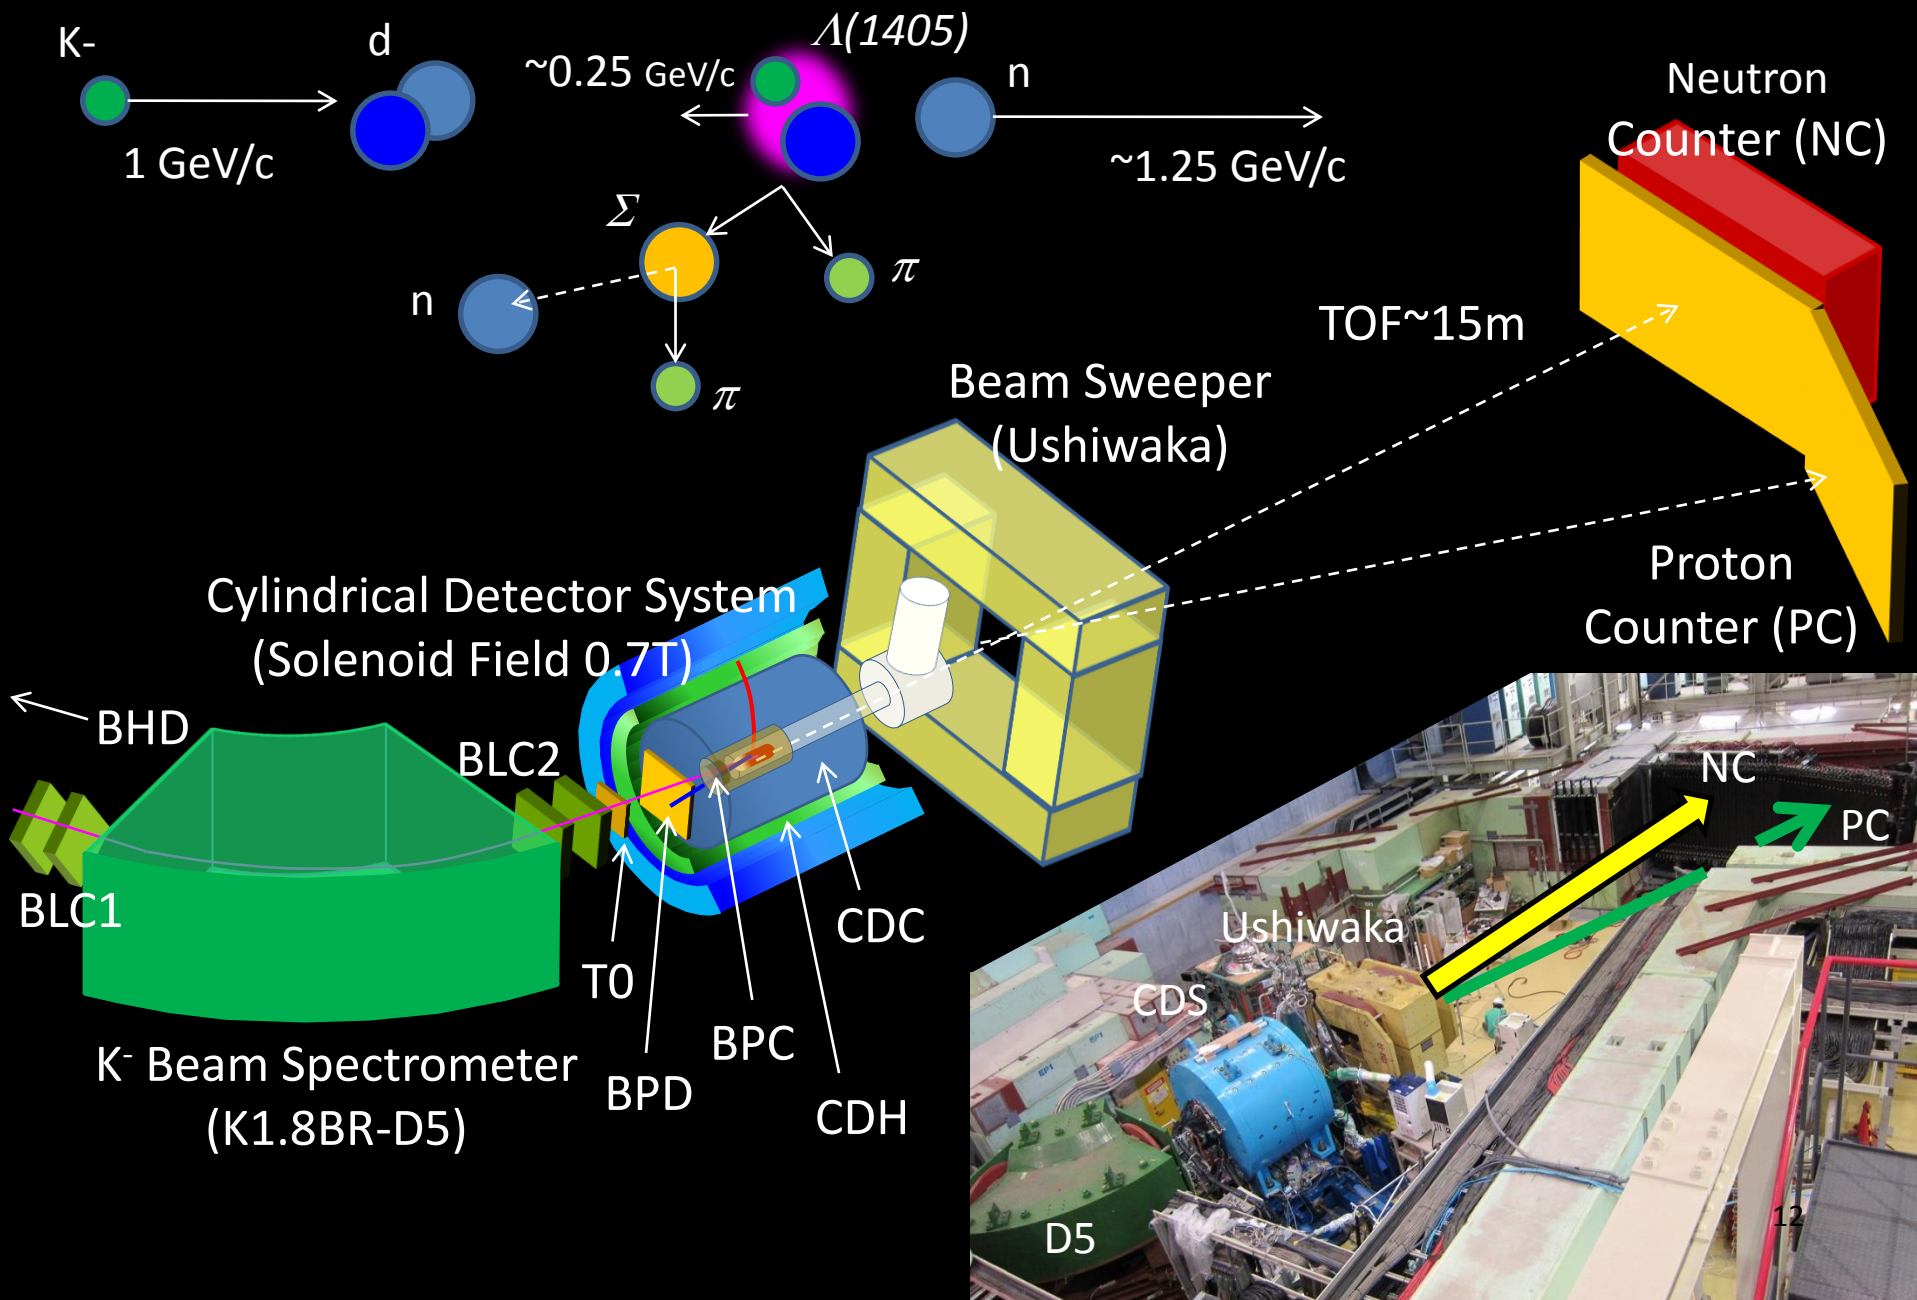 K-
d
Λ(1405)
~0.25 GeV/c
n
1 GeV/c
~1.25 GeV/c
Neutron
Counter (NC)
Σ
π
n
π
TOF~15m
Beam Sweeper
(Ushiwaka)
Proton
Counter (PC)
Cylindrical Detector System
(Solenoid Field 0.7T)
BHD
BLC2
BLC1
CDC
T0
BPC
BPD
CDH
K- Beam Spectrometer
(K1.8BR-D5)
NC
PC
Ushiwaka
CDS
D5
12